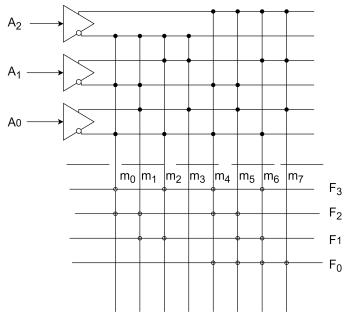 A₂
A₁
A₀
m₀ m₁ m₂ m₃ m₄ m₅ m₆ m₇
F₃
F₂
F₁
F₀